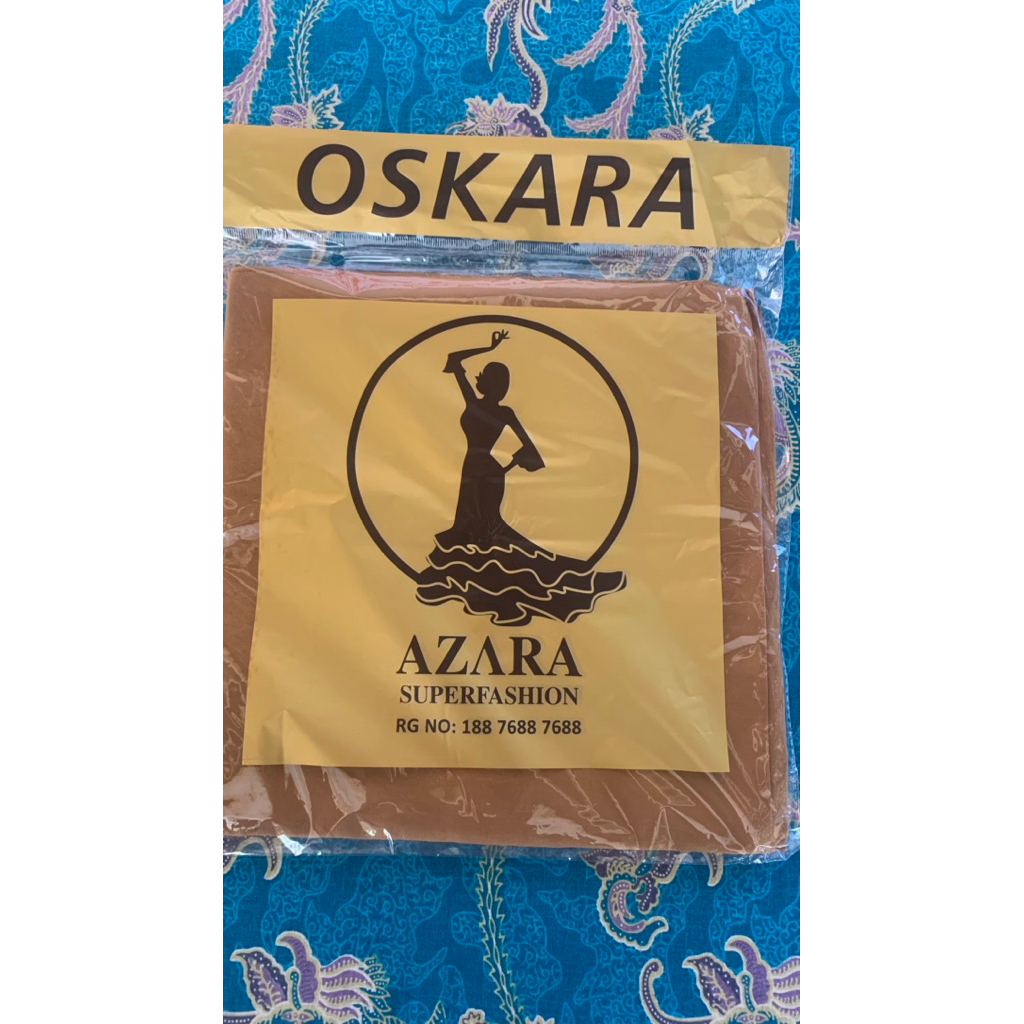 OSKARA
AZARA
SUPERFASHION
RG NO: 188 7688 7688